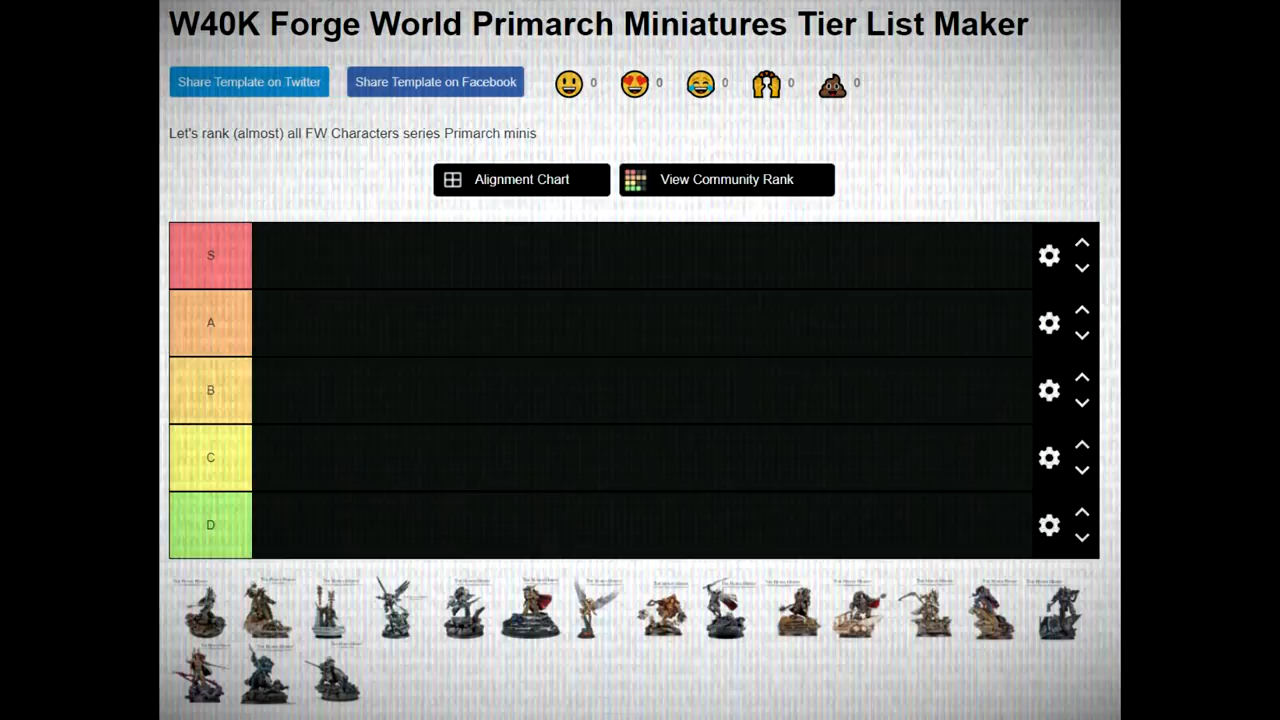 W40K Forge World Primarch Miniatures Tier List Maker
Share Template on Twitter Share Template on Facebook 0 0 0 0 0
Let's rank (almost) all FW Characters series Primarch minis
Alignment Chart View Community Rank
S
A
B
C
D